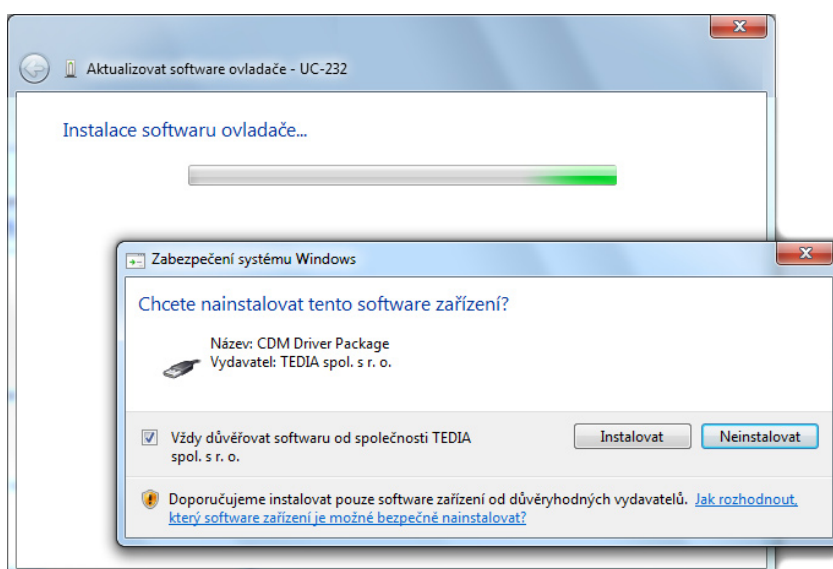 Aktualizovat software ovladače - UC-232
Instalace softwaru ovladače...
Zabezpečení systému Windows
Chcete nainstalovat tento software zařízení?
Název: CDM Driver Package
Vydavatel: TEDIA spol. s r. o.
Vždy důvěřovat softwaru od společnosti TEDIA
spol. s r. o.
Instalovat
Neinstalovat
Doporučujeme instalovat pouze software zařízení od důvěryhodných vydavatelů. Jak rozhodnout,
který software zařízení je možné bezpečně nainstalovat?